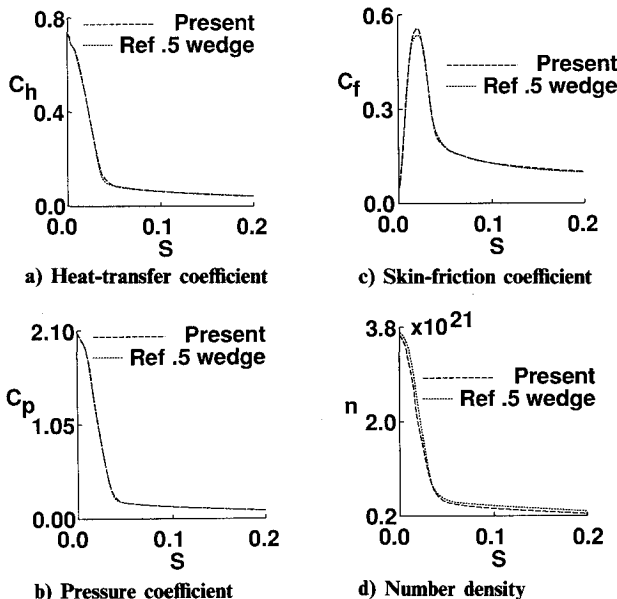 0.8
Present
Ref .5 wedge
Ch
0.4
0.0
0.0 0.1 0.2
S
a) Heat-transfer coefficient
0.6
Present
Ref .5 wedge
Cf
0.3
0.0
0.0 0.1 0.2
S
c) Skin-friction coefficient
2.10
Present
Ref .5 wedge
Cp
1.05
0.00
0.0 0.1 0.2
S
b) Pressure coefficient
3.8 x10^21
Present
Ref .5 wedge
n
2.0
0.2
0.0 0.1 0.2
S
d) Number density